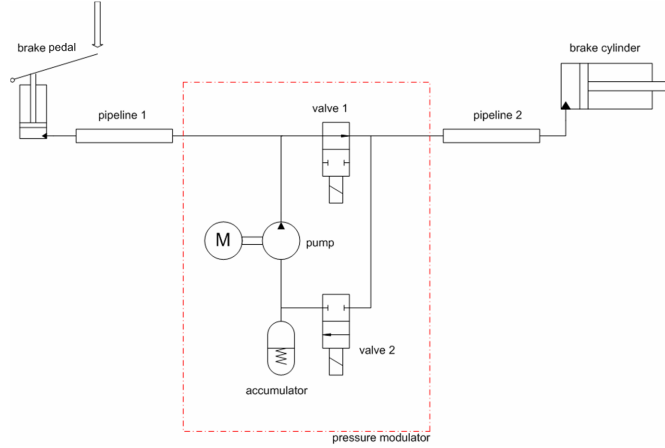 brake pedal
brake cylinder
valve 1
pipeline 1
pipeline 2
M
pump
valve 2
accumulator
pressure modulator